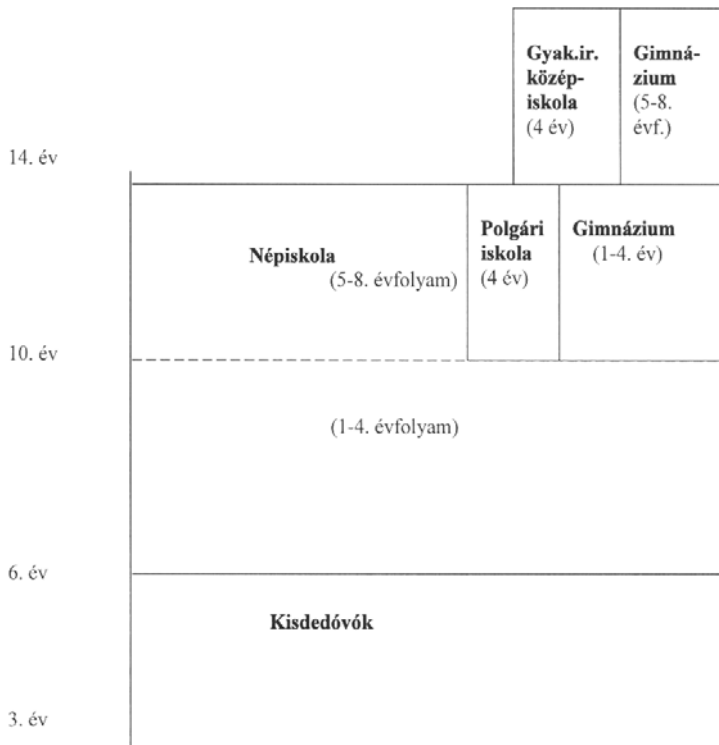 Gyak.ir.
közép-
iskola
(4 év)
Gimná-
zium
(5-8.
évf.)
14. év
Népiskola
(5-8. évfolyam)
Polgári
iskola
(4 év)
Gimnázium
(1-4. év)
10. év
(1-4. évfolyam)
6. év
Kisdedóvók
3. év